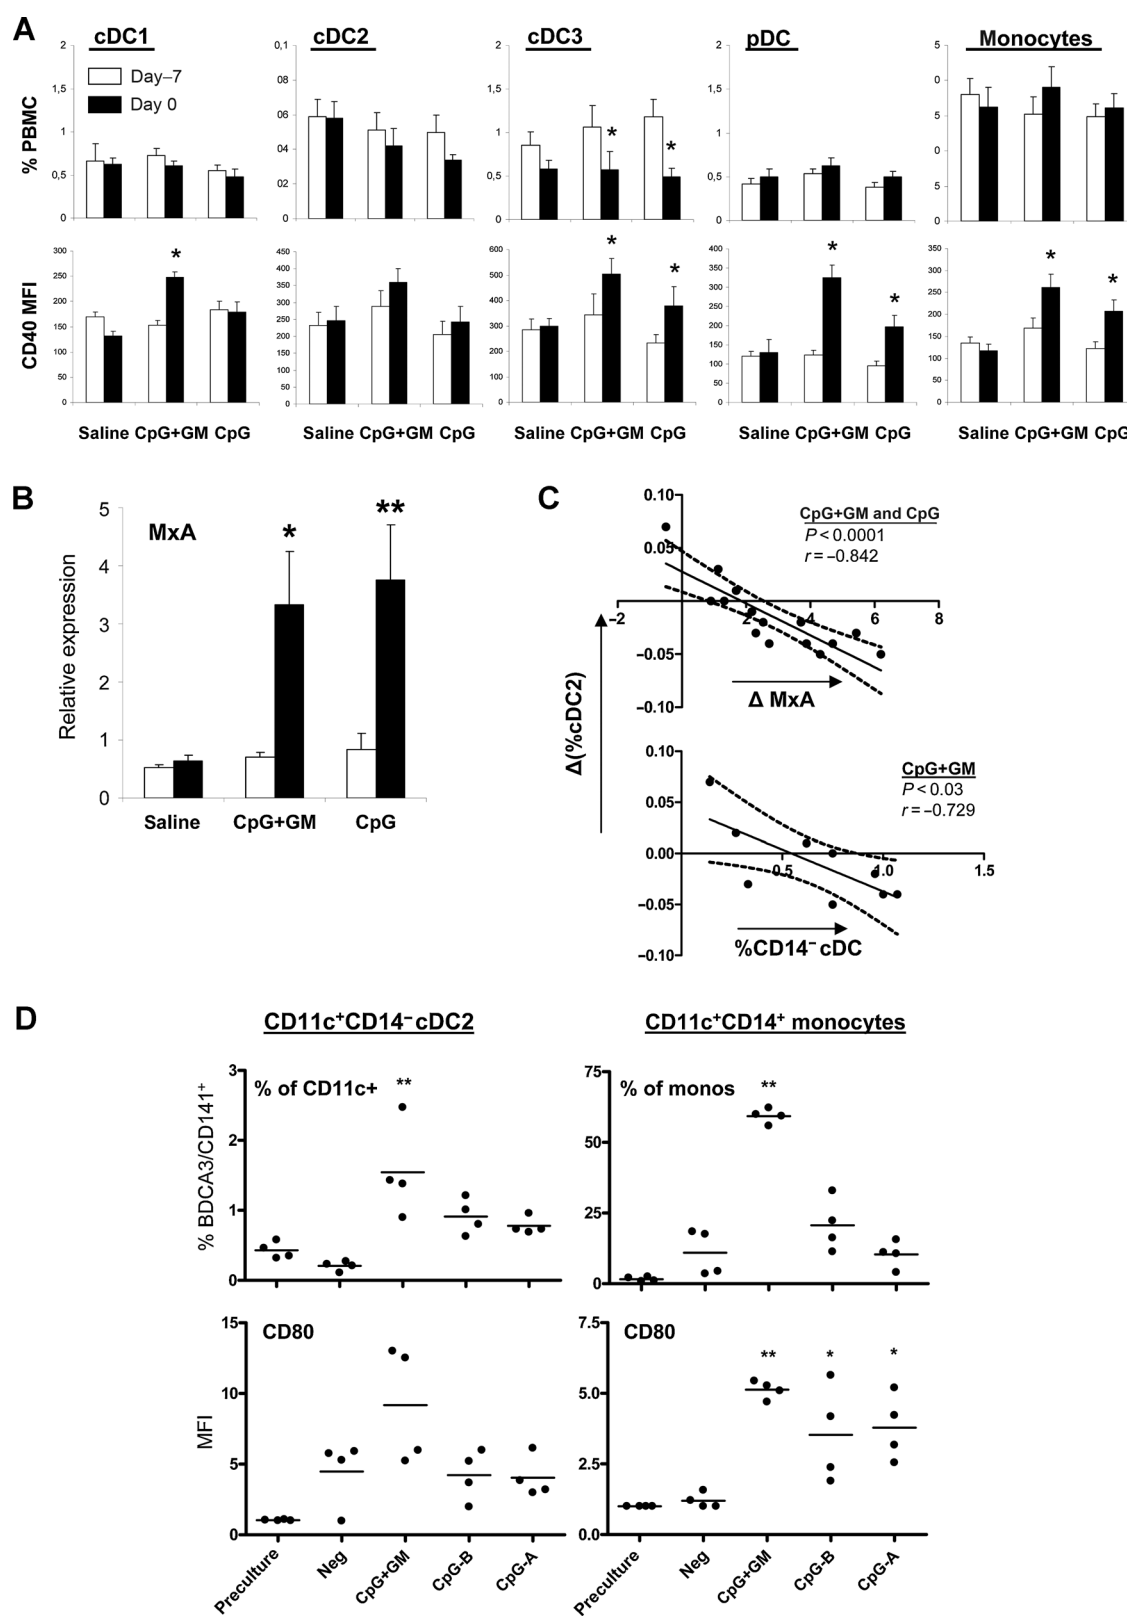 A
cDC1
cDC2
cDC3
pDC
Monocytes
Day–7
Day 0
% PBMC
2
1,5
1
0,5
0
0,1
08
06
04
02
0
2
1,5
1
0,5
0
2
1,5
1
0,5
0
5
0
5
0
5
0
* *
CD40 MFI
300
250
200
150
100
50
0
450
400
350
300
250
200
150
100
50
0
600
500
400
300
200
100
0
400
350
300
250
200
150
100
50
0
350
300
250
200
150
100
50
0
* * * * * * *
Saline CpG+GM CpG
Saline CpG+GM CpG
Saline CpG+GM CpG
Saline CpG+GM CpG
Saline CpG+GM CpG
B
MxA
Relative expression
5
4
3
2
1
0
*
**
Saline CpG+GM CpG
C
CpG+GM and CpG
P < 0.0001
r = –0.842
0.10
0.05
–0.05
–0.10
–2 2 4 6 8
Δ MxA
Δ(%cDC2)
CpG+GM
P < 0.03
r = –0.729
0.10
0.05
0.00
–0.05
–0.10
0.5 1.0 1.5
%CD14– cDC
D
CD11c+CD14– cDC2
CD11c+CD14+ monocytes
% BDCA3/CD141+
% of CD11c+
**
3
2
1
0
% of monos
**
75
50
25
0
MFI
CD80
15
10
5
0
CD80
** * *
7.5
5.0
2.5
0.0
Preculture Neg CpG+GM CpG-B CpG-A
Preculture Neg CpG+GM CpG-B CpG-A